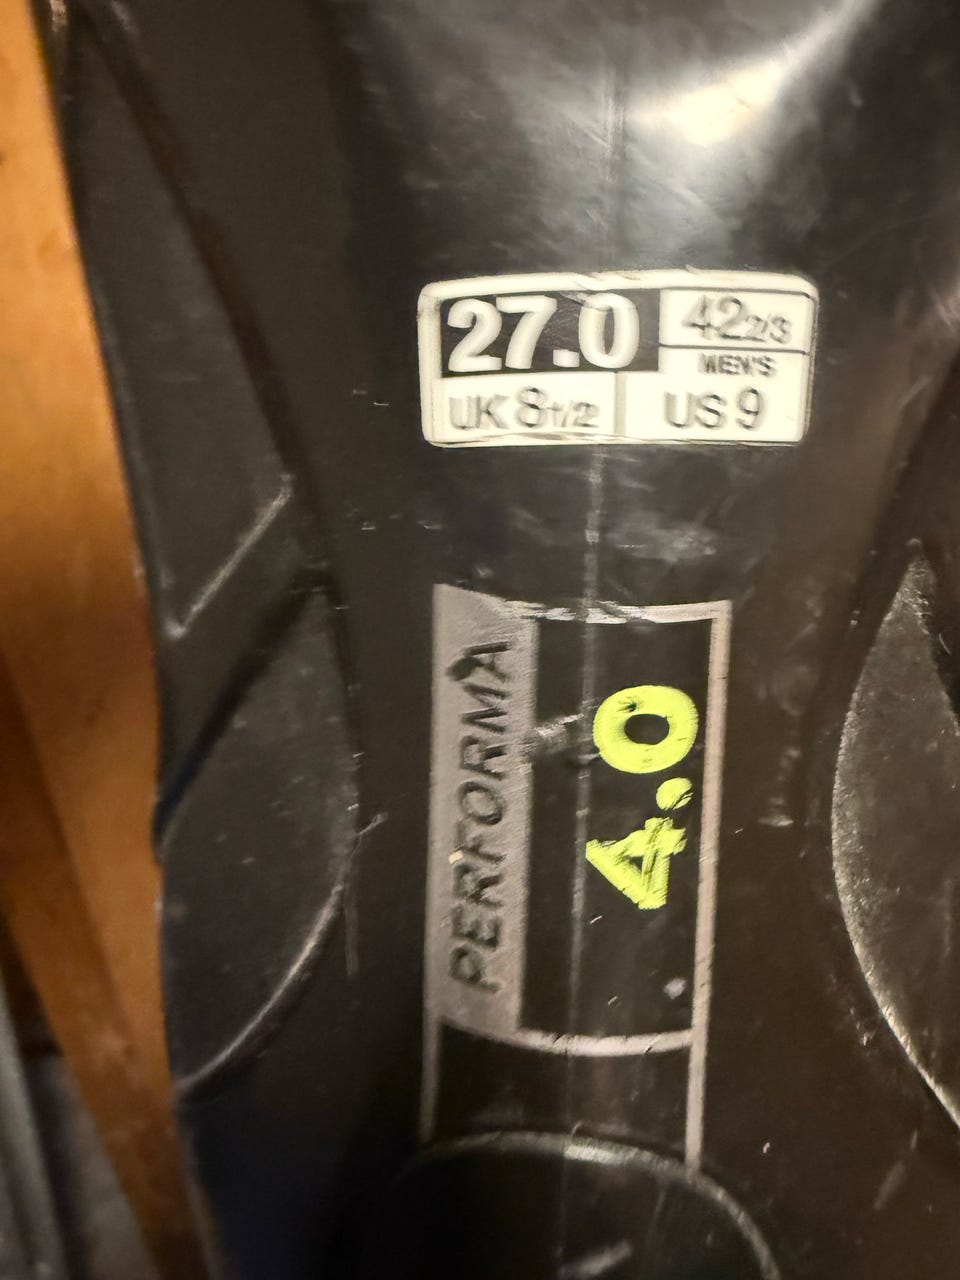 27.0
42 2/3
MEN'S
UK 8 1/2
US 9
PERFORMA
4.0